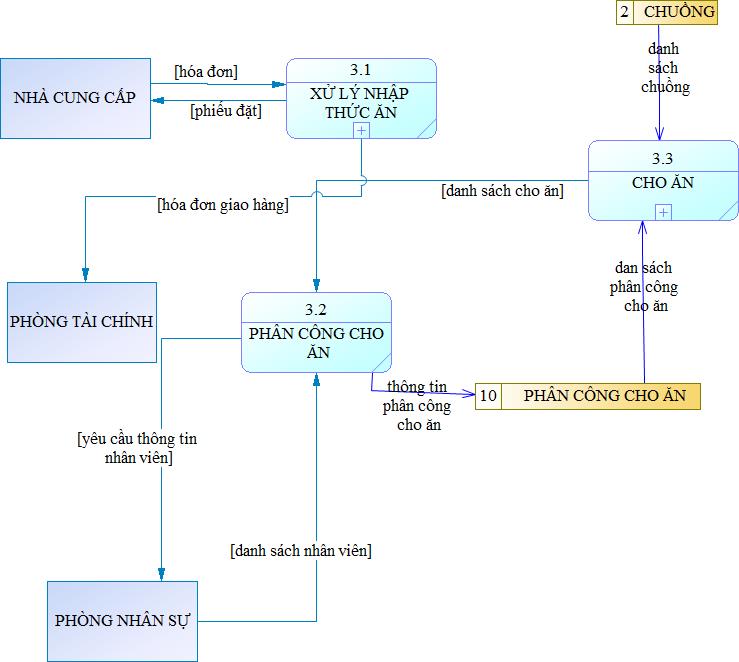 2 CHUỒNG
danh
sách
chuồng
[hóa đơn]
NHÀ CUNG CẤP
[phiếu đặt]
3.1
XỬ LÝ NHẬP
THỨC ĂN
3.3
CHO ĂN
[danh sách cho ăn]
[hóa đơn giao hàng]
dan sách
phân công
cho ăn
PHÒNG TÀI CHÍNH
3.2
PHÂN CÔNG CHO
ĂN
thông tin
phân công
cho ăn
10 PHÂN CÔNG CHO ĂN
[yêu cầu thông tin
nhân viên]
[danh sách nhân viên]
PHÒNG NHÂN SỰ